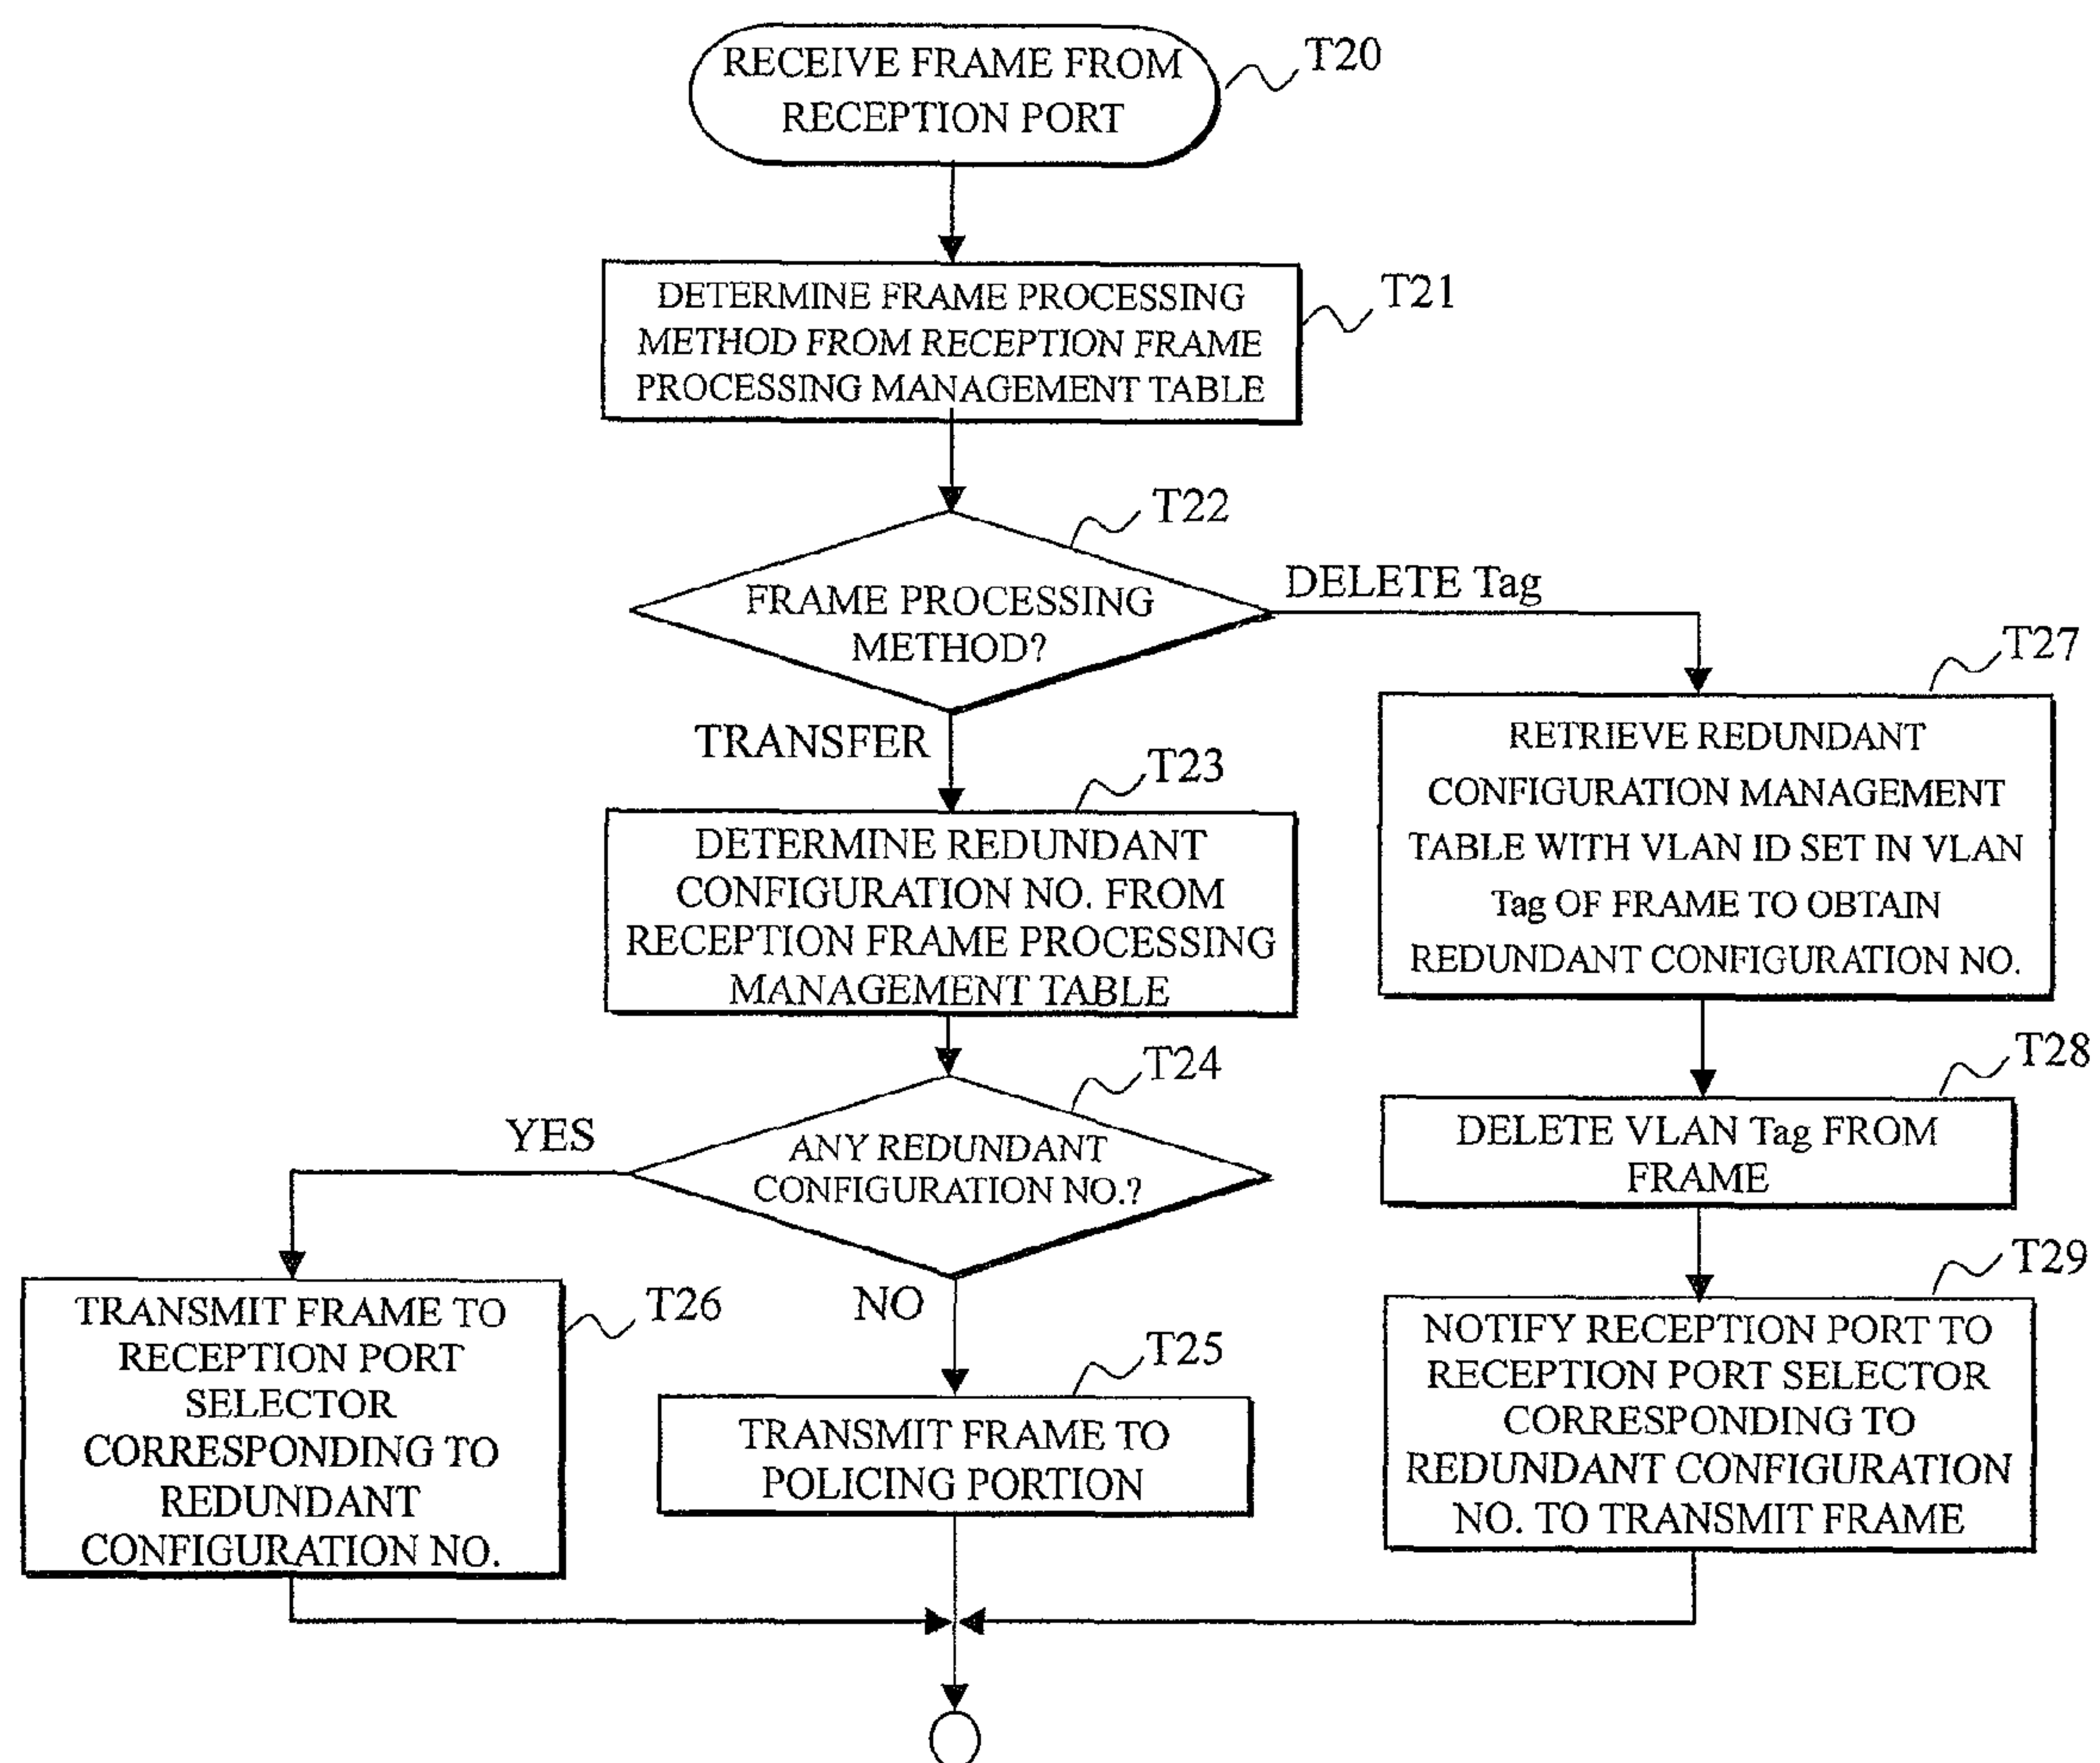 RECEIVE FRAME FROM
RECEPTION PORT
T20
DETERMINE FRAME PROCESSING
METHOD FROM RECEPTION FRAME
PROCESSING MANAGEMENT TABLE
T21
T22
FRAME PROCESSING
METHOD?
DELETE Tag
TRANSFER
T23
DETERMINE REDUNDANT
CONFIGURATION NO. FROM
RECEPTION FRAME PROCESSING
MANAGEMENT TABLE
T24
ANY REDUNDANT
CONFIGURATION NO.?
YES
NO
TRANSMIT FRAME TO
RECEPTION PORT
SELECTOR
CORRESPONDING TO
REDUNDANT
CONFIGURATION NO.
T26
T25
TRANSMIT FRAME TO
POLICING PORTION
T27
RETRIEVE REDUNDANT
CONFIGURATION MANAGEMENT
TABLE WITH VLAN ID SET IN VLAN
Tag OF FRAME TO OBTAIN
REDUNDANT CONFIGURATION NO.
T28
DELETE VLAN Tag FROM
FRAME
T29
NOTIFY RECEPTION PORT TO
RECEPTION PORT SELECTOR
CORRESPONDING TO
REDUNDANT CONFIGURATION
NO. TO TRANSMIT FRAME